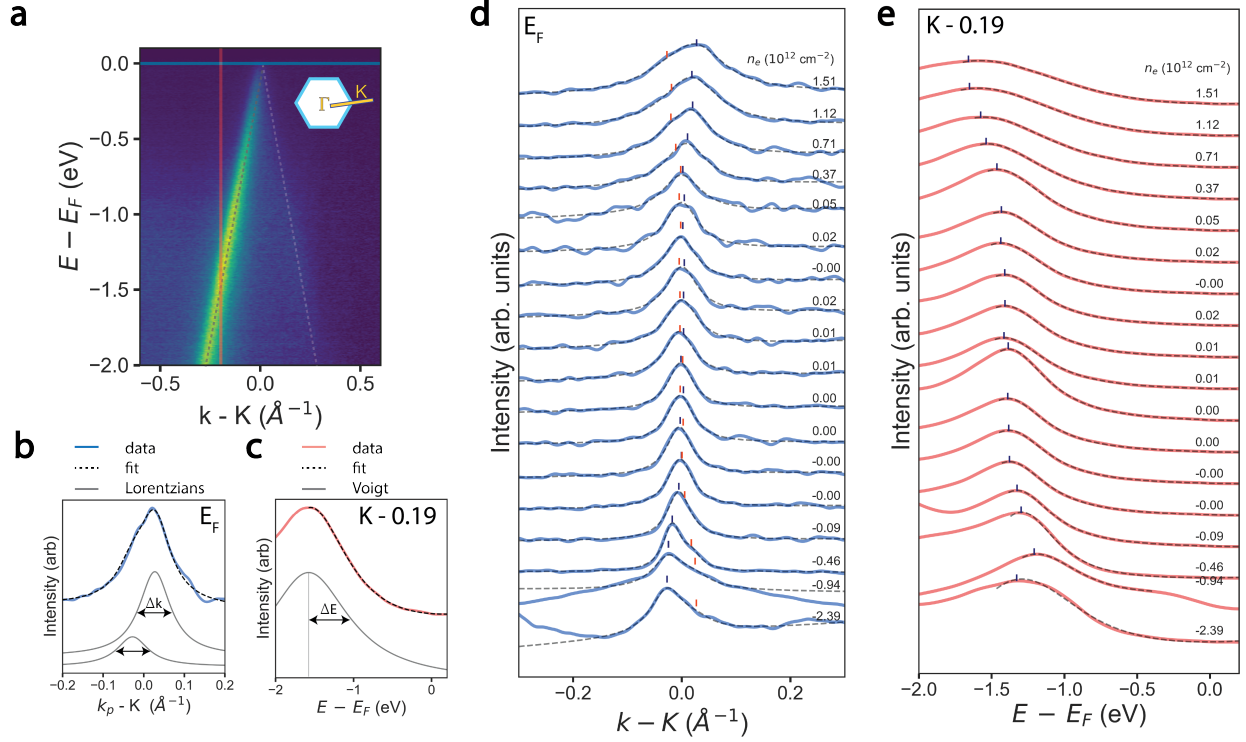 a
E − E_F (eV)
0.0
−0.5
−1.0
−1.5
−2.0
Γ
K
−0.5
0.0
0.5
k - K (Å⁻¹)
b
data
fit
Lorentzians
Intensity (arb)
E_F
Δk
−0.2
−0.1
0.0
0.1
0.2
k_p - K (Å⁻¹)
c
data
fit
Voigt
Intensity (arb)
K - 0.19
ΔE
−2
−1
0
E − E_F (eV)
d
E_F
n_e (10¹² cm⁻²)
1.51
1.12
0.71
0.37
0.05
0.02
-0.00
0.02
0.01
0.01
0.00
0.00
-0.00
-0.00
-0.09
-0.46
-0.94
-2.39
Intensity (arb. units)
−0.2
0.0
0.2
k − K (Å⁻¹)
e
K - 0.19
n_e (10¹² cm⁻²)
1.51
1.12
0.71
0.37
0.05
0.02
-0.00
0.02
0.01
0.01
0.00
0.00
-0.00
-0.00
-0.09
-0.46
-0.94
-2.39
Intensity (arb. units)
−2.0
−1.5
−1.0
−0.5
0.0
E − E_F (eV)